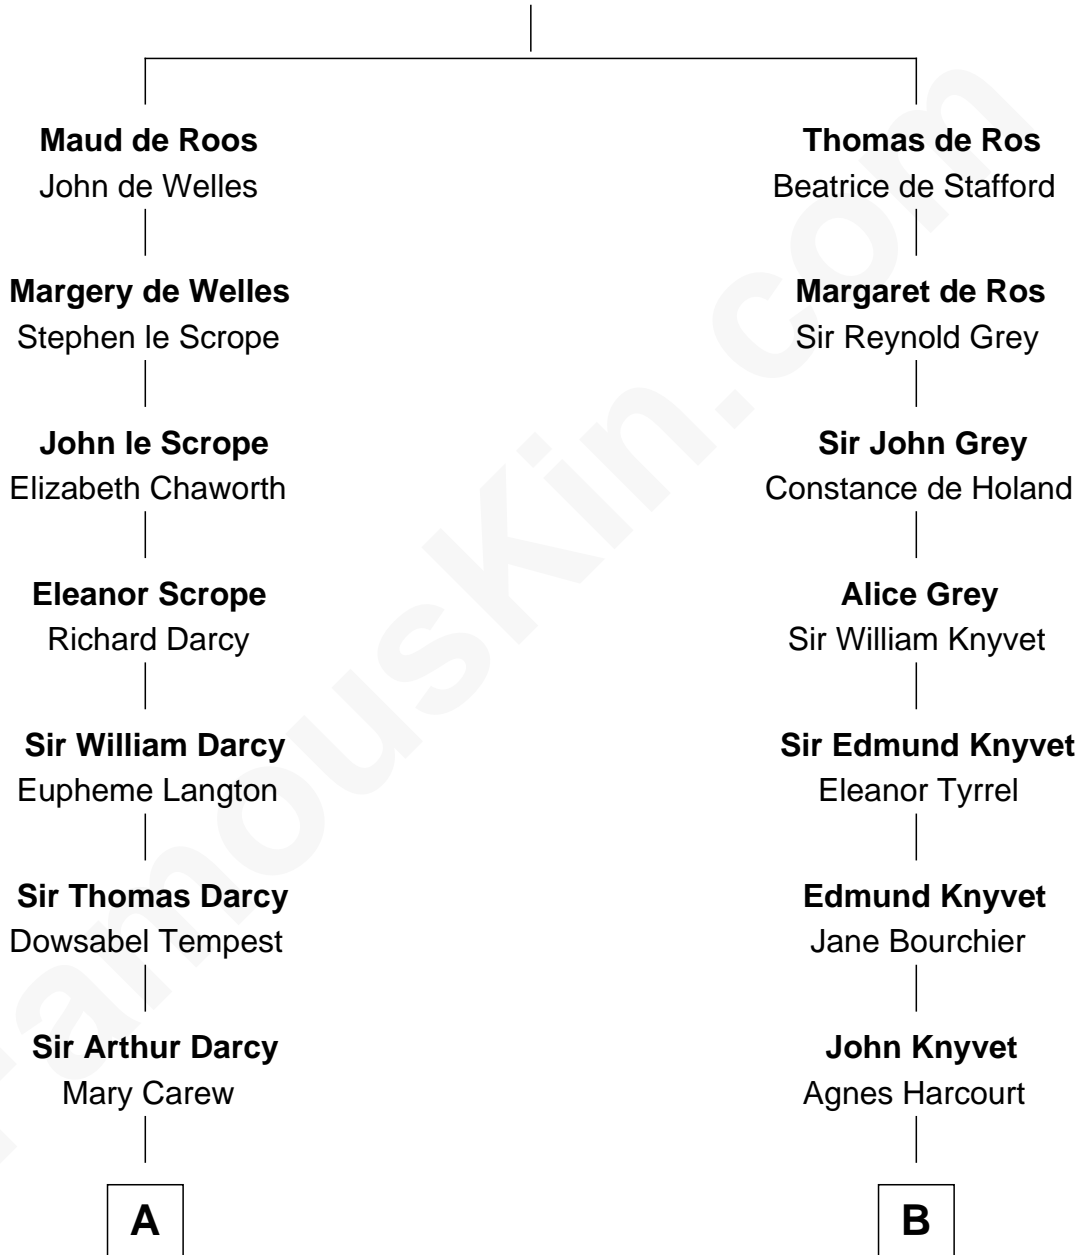 Maud de Roos
John de Welles
Margery de Welles
Stephen le Scrope
John le Scrope
Elizabeth Chaworth
Eleanor Scrope
Richard Darcy
Sir William Darcy
Eupheme Langton
Sir Thomas Darcy
Dowsabel Tempest
Sir Arthur Darcy
Mary Carew
A
Thomas de Ros
Beatrice de Stafford
Margaret de Ros
Sir Reynold Grey
Sir John Grey
Constance de Holand
Alice Grey
Sir William Knyvet
Sir Edmund Knyvet
Eleanor Tyrrel
Edmund Knyvet
Jane Bourchier
John Knyvet
Agnes Harcourt
B
FamousKin.com